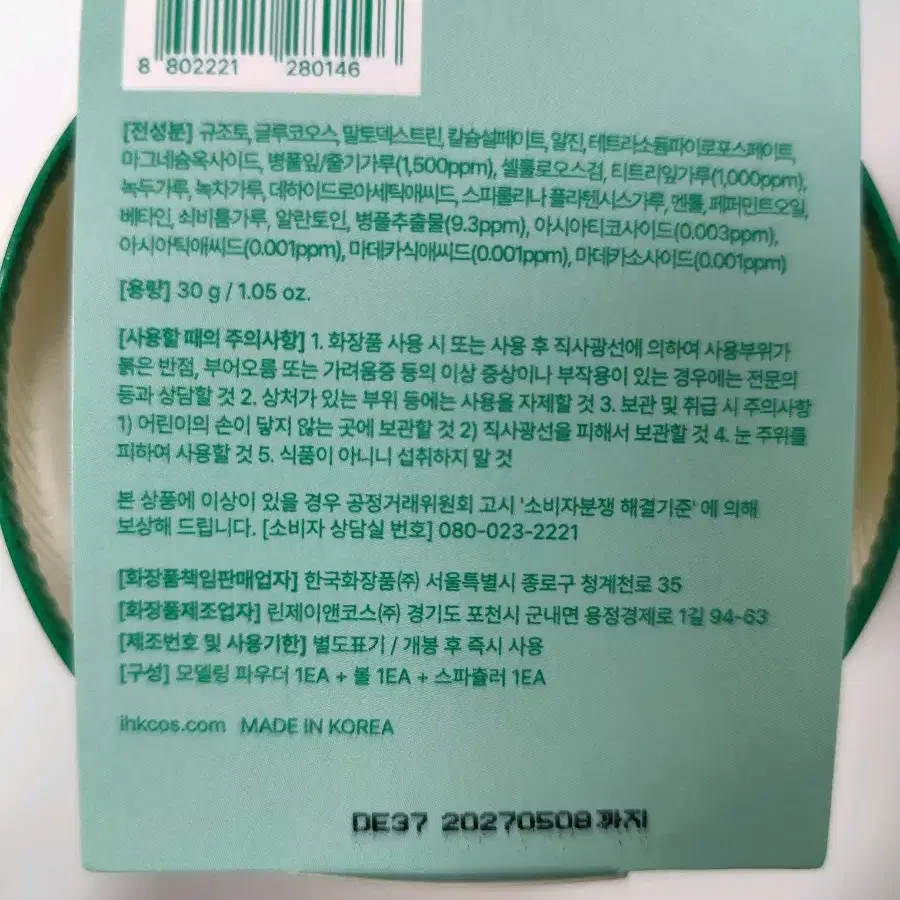 8 802221 280146
[전성분] 규조토, 글루코오스, 말토덱스트린, 칼슘설페이트, 알진, 테트라소듐파이로포스페이트,
마그네슘옥사이드, 병풀잎/줄기가루(1,500ppm), 셀룰로오스검, 티트리잎가루(1,000ppm),
녹두가루, 녹차가루, 데하이드로아세틱애씨드, 스피룰리나 플라텐시스가루, 멘톨, 페퍼민트오일,
베타인, 쇠비름가루, 알란토인, 병풀추출물(9.3ppm), 아시아티코사이드(0.003ppm),
아시아틱애씨드(0.001ppm), 마데카식애씨드(0.001ppm), 마데카소사이드(0.001ppm)
[용량] 30 g / 1.05 oz.
[사용할 때의 주의사항] 1. 화장품 사용 시 또는 사용 후 직사광선에 의하여 사용부위가
붉은 반점, 부어오름 또는 가려움증 등의 이상 증상이나 부작용이 있는 경우에는 전문의
등과 상담할 것 2. 상처가 있는 부위 등에는 사용을 자제할 것 3. 보관 및 취급 시 주의사항
1) 어린이의 손이 닿지 않는 곳에 보관할 것 2) 직사광선을 피해서 보관할 것 4. 눈 주위를
피하여 사용할 것 5. 식품이 아니니 섭취하지 말 것
본 상품에 이상이 있을 경우 공정거래위원회 고시 '소비자분쟁 해결기준' 에 의해
보상해 드립니다. [소비자 상담실 번호] 080-023-2221
[화장품책임판매업자] 한국화장품㈜ 서울특별시 종로구 청계천로 35
[화장품제조업자] 린제이앤코스㈜ 경기도 포천시 군내면 용정경제로 1길 94-63
[제조번호 및 사용기한] 별도표기 / 개봉 후 즉시 사용
[구성] 모델링 파우더 1EA + 볼 1EA + 스파츌러 1EA
ihkcos.com MADE IN KOREA
DE37 20270508까지